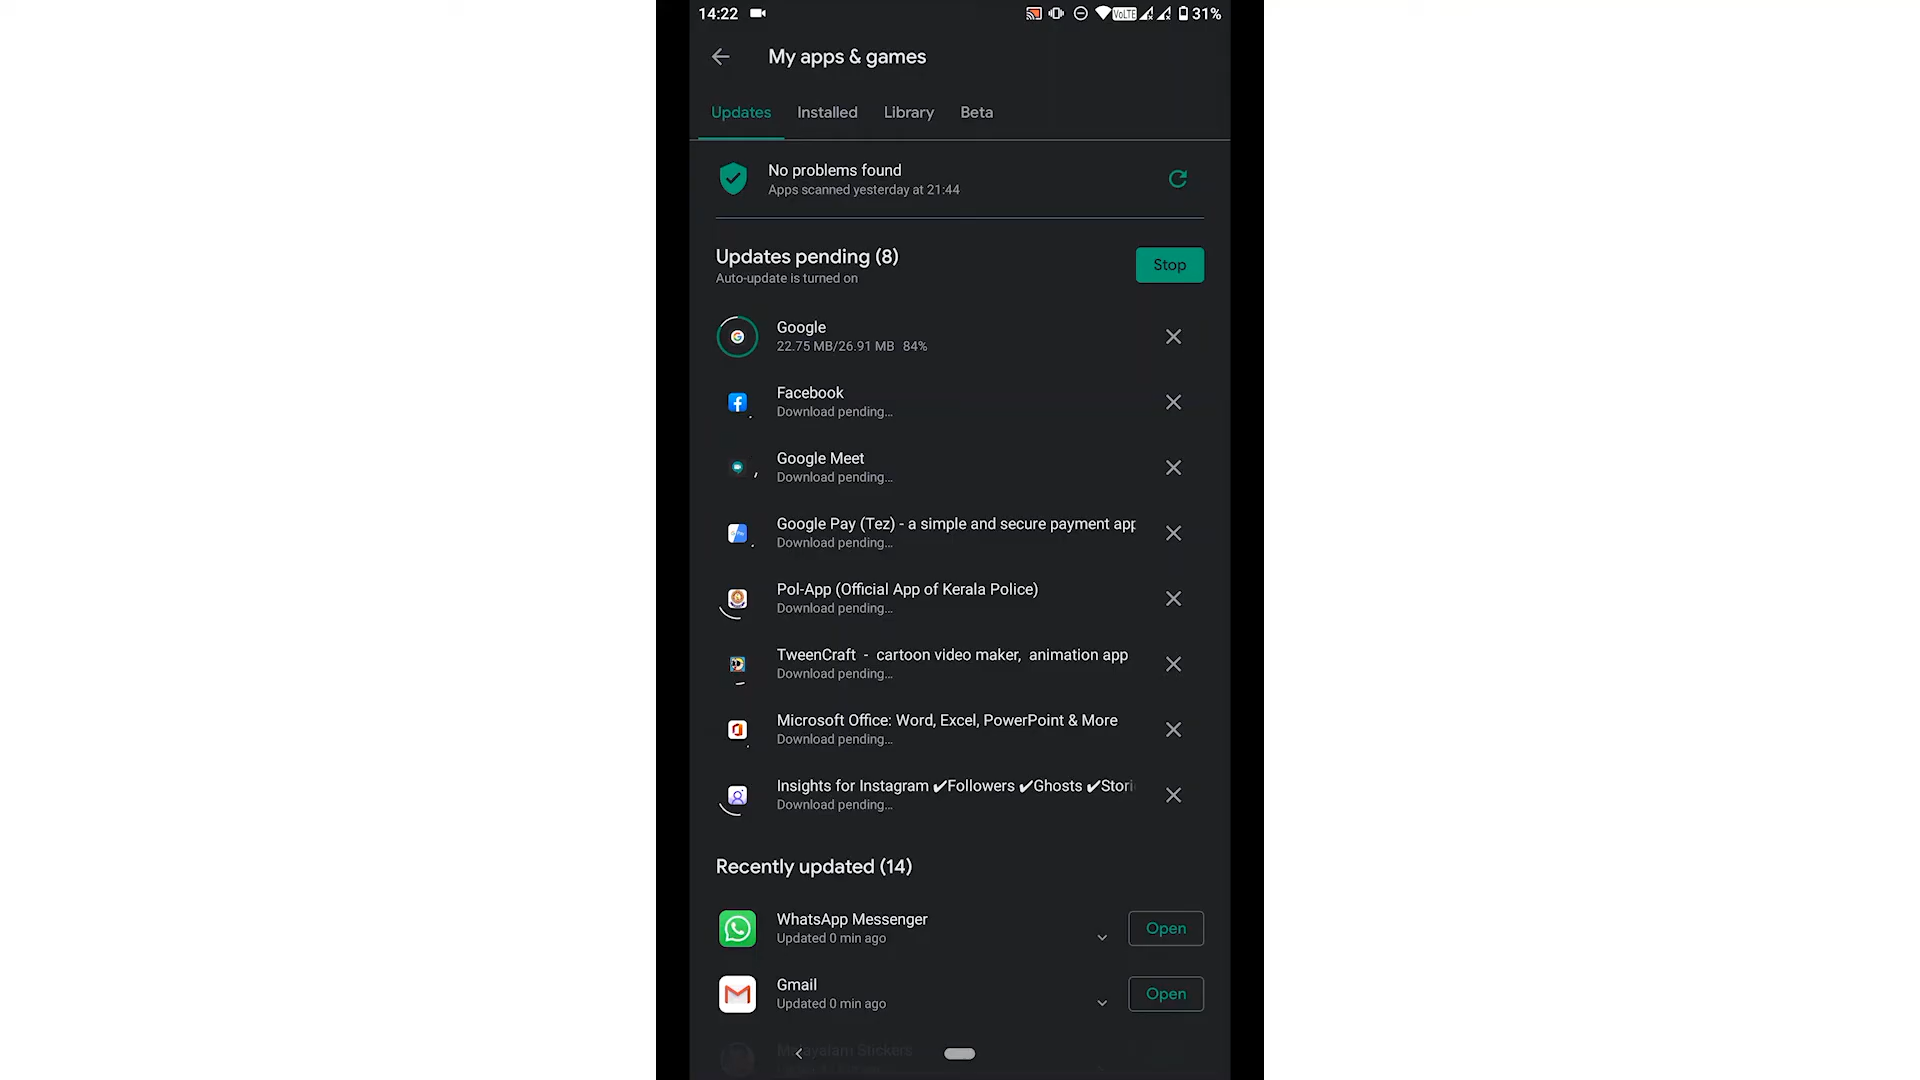 14:22 VoLTE 31%
My apps & games
Updates Installed Library Beta
No problems found
Apps scanned yesterday at 21:44
Updates pending (8)
Auto-update is turned on
Stop
Google
22.75 MB/26.91 MB 84%
Facebook
Download pending...
Google Meet
Download pending...
Google Pay (Tez) - a simple and secure payment app
Download pending...
Pol-App (Official App of Kerala Police)
Download pending...
TweenCraft - cartoon video maker, animation app
Download pending...
Microsoft Office: Word, Excel, PowerPoint & More
Download pending...
Insights for Instagram ✔Followers ✔Ghosts ✔Stori
Download pending...
Recently updated (14)
WhatsApp Messenger
Updated 0 min ago
Open
Gmail
Updated 0 min ago
Open
Malayalam Stickers